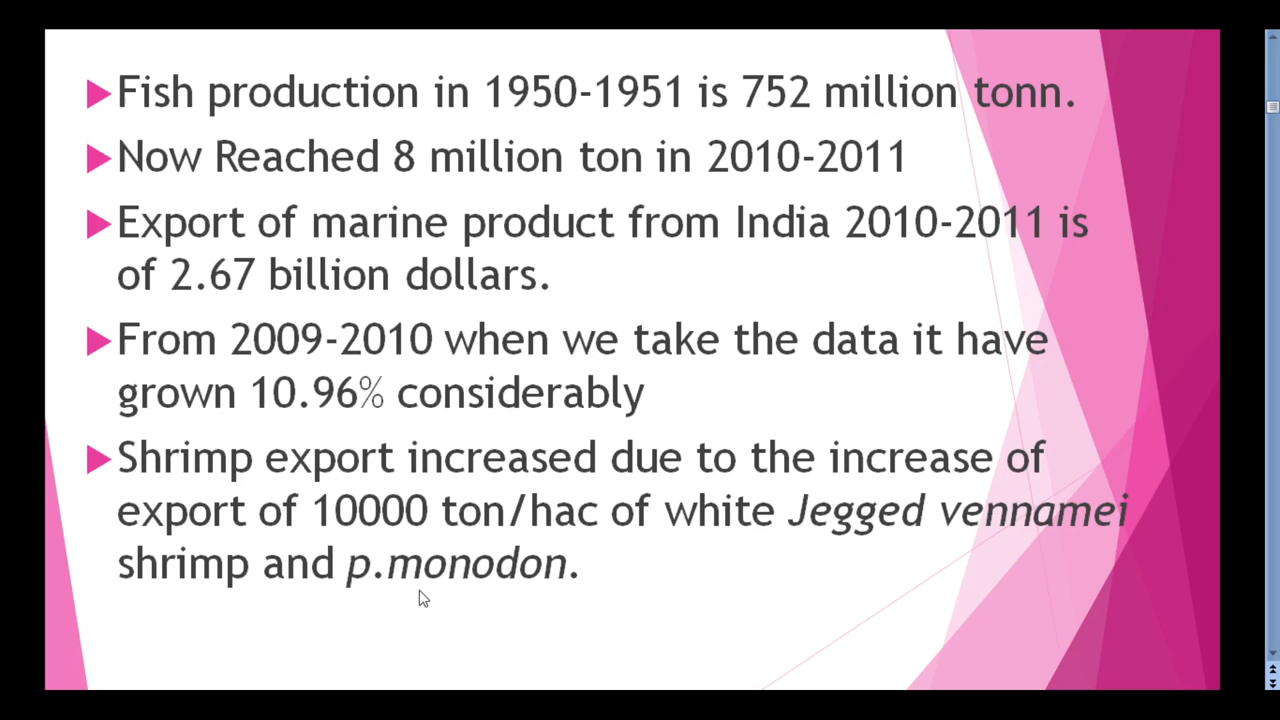 Fish production in 1950-1951 is 752 million tonn.
Now Reached 8 million ton in 2010-2011
Export of marine product from India 2010-2011 is
of 2.67 billion dollars.
From 2009-2010 when we take the data it have
grown 10.96% considerably
Shrimp export increased due to the increase of
export of 10000 ton/hac of white Jegged vennamei
shrimp and p.monodon.